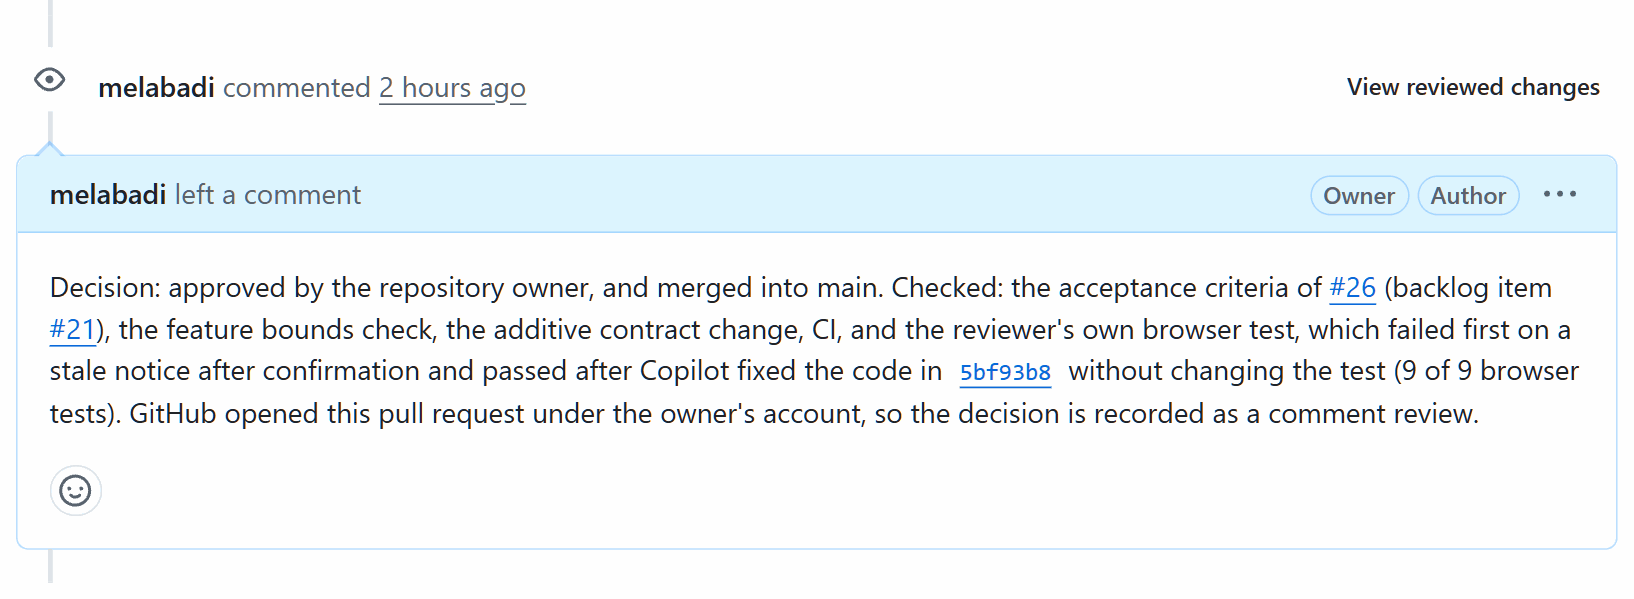 melabadi commented 2 hours ago
View reviewed changes
melabadi left a comment
Owner
Author
Decision: approved by the repository owner, and merged into main. Checked: the acceptance criteria of #26 (backlog item
#21), the feature bounds check, the additive contract change, CI, and the reviewer's own browser test, which failed first on a
stale notice after confirmation and passed after Copilot fixed the code in 5bf93b8 without changing the test (9 of 9 browser
tests). GitHub opened this pull request under the owner's account, so the decision is recorded as a comment review.